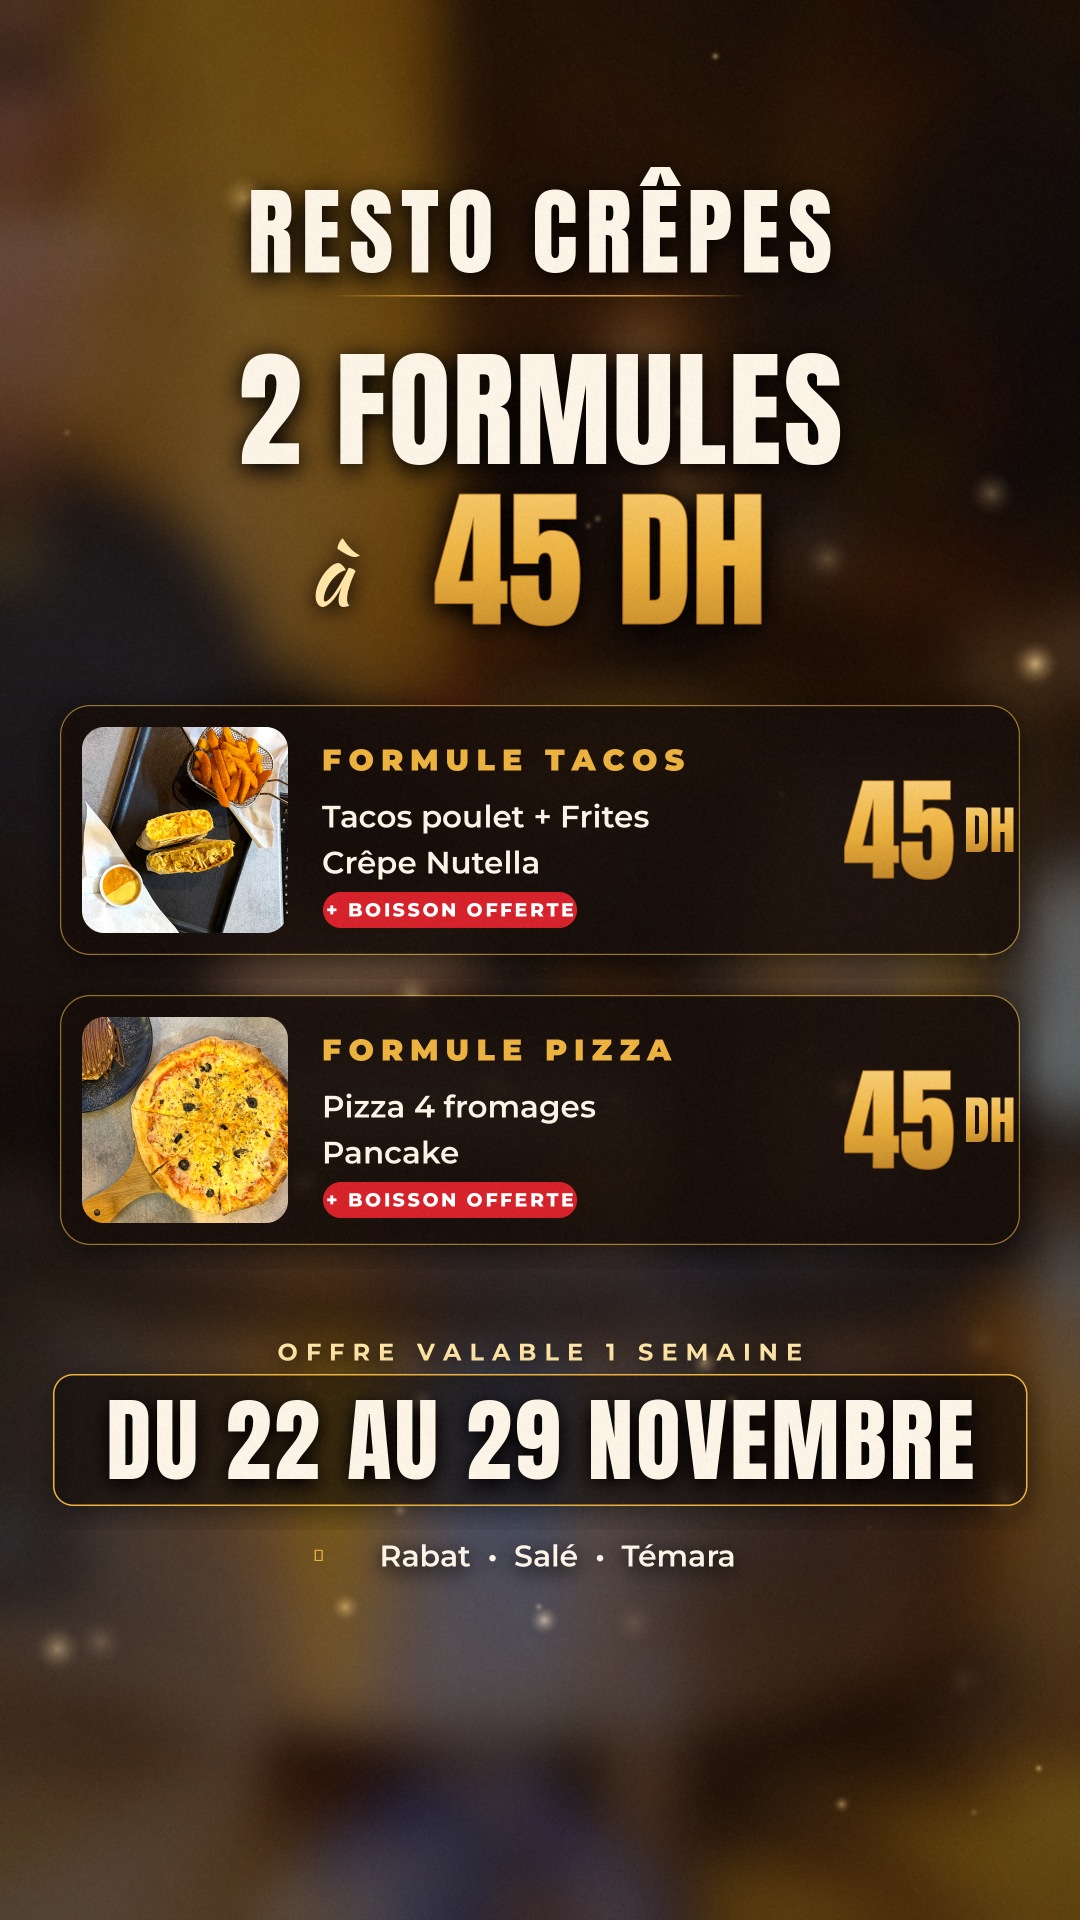 RESTO CRÊPES
2 FORMULES
à 45 DH
FORMULE TACOS
Tacos poulet + Frites
Crêpe Nutella
+ BOISSON OFFERTE
45 DH
FORMULE PIZZA
Pizza 4 fromages
Pancake
+ BOISSON OFFERTE
45 DH
OFFRE VALABLE 1 SEMAINE
DU 22 AU 29 NOVEMBRE
Rabat • Salé • Témara